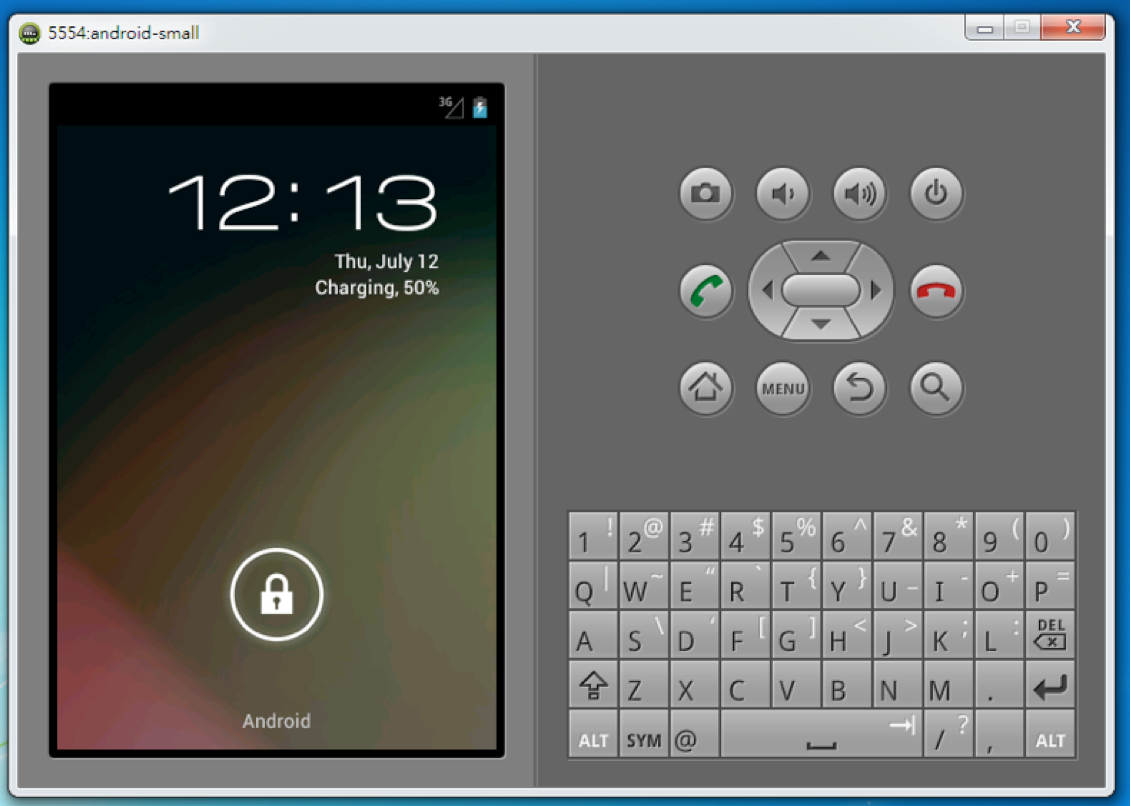 5554:android-small
3G
12:13
Thu, July 12
Charging, 50%
Android
MENU
1 ! 2 @ 3 # 4 $ 5 % 6 ^ 7 & 8 * 9 ( 0 )
Q | W ~ E “ R ` T { Y } U _ I - O + P =
A S \ D ‘ F [ G ] H < J > K ; L : DEL
Z X C V B N M .
ALT SYM @ / ? , ALT